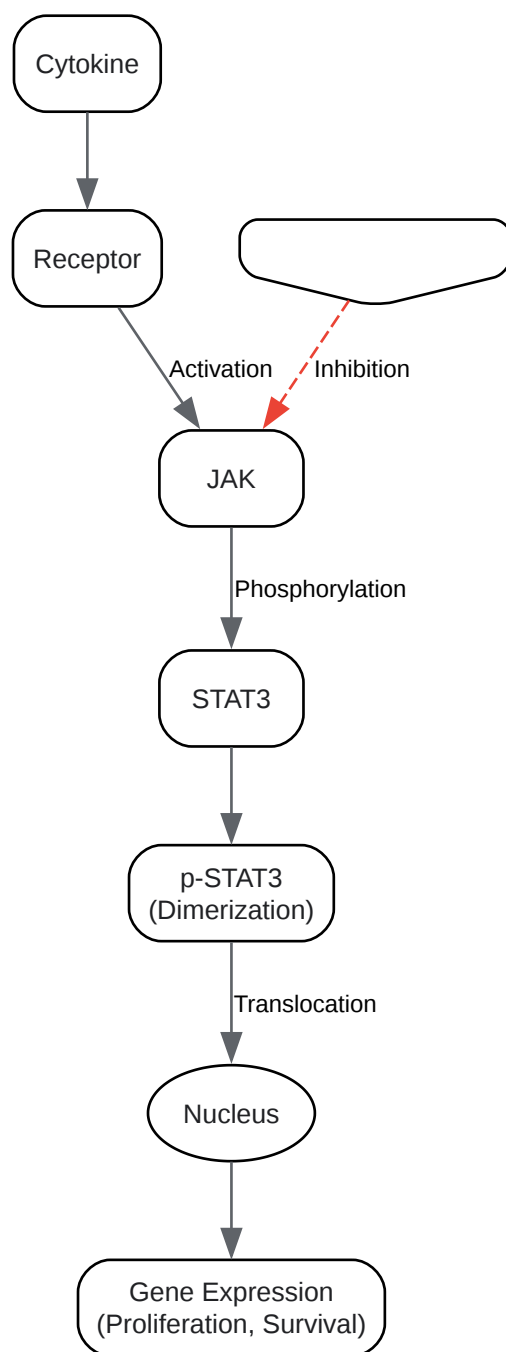 Cytokine
Receptor
Activation
Inhibition
JAK
Phosphorylation
STAT3
p-STAT3
(Dimerization)
Translocation
Nucleus
Gene Expression
(Proliferation, Survival)